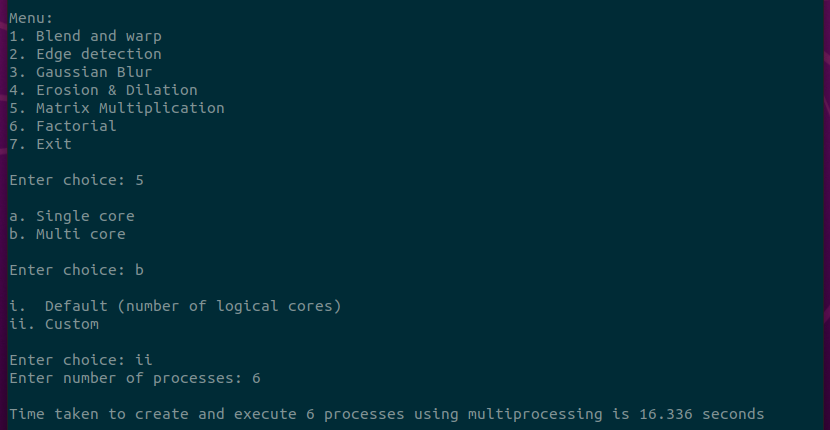 Menu:
1. Blend and warp
2. Edge detection
3. Gaussian Blur
4. Erosion & Dilation
5. Matrix Multiplication
6. Factorial
7. Exit
Enter choice: 5
a. Single core
b. Multi core
Enter choice: b
i.  Default (number of logical cores)
ii. Custom
Enter choice: ii
Enter number of processes: 6
Time taken to create and execute 6 processes using multiprocessing is 16.336 seconds